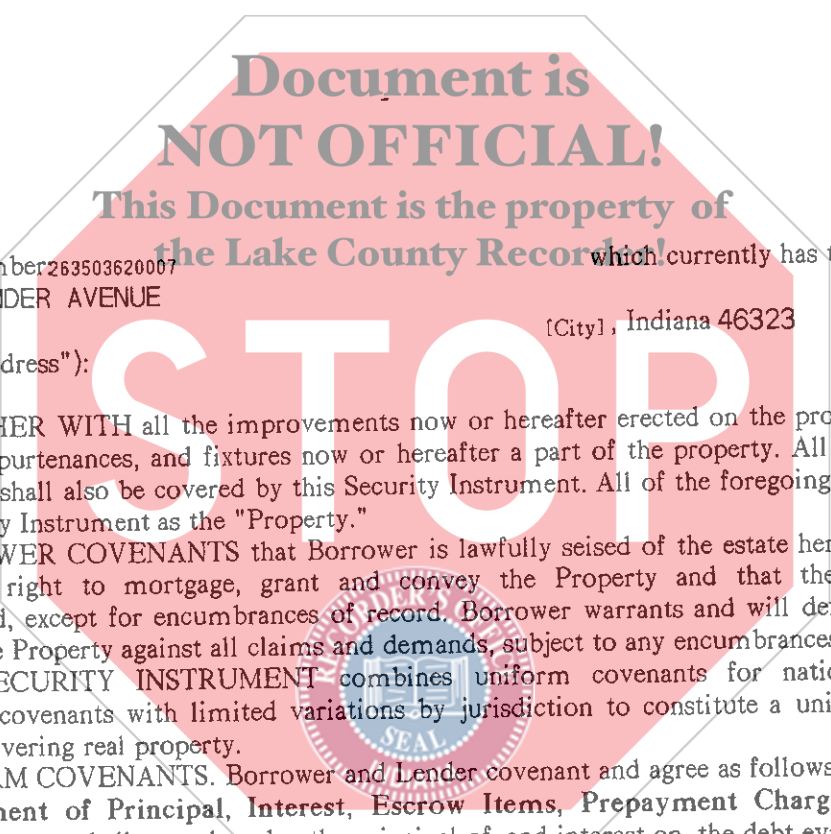 Document is
NOT OFFICIAL!
This Document is the property of
the Lake County Recorder!
nber263503620007 which currently has
DER AVENUE
[City], Indiana 46323
dress"):
HER WITH all the improvements now or hereafter erected on the pro
purtenances, and fixtures now or hereafter a part of the property. All
shall also be covered by this Security Instrument. All of the foregoing
y Instrument as the "Property."
WER COVENANTS that Borrower is lawfully seised of the estate her
right to mortgage, grant and convey the Property and that the
d, except for encumbrances of record. Borrower warrants and will de
e Property against all claims and demands, subject to any encumbrances
ECURITY INSTRUMENT combines uniform covenants for natio
covenants with limited variations by jurisdiction to constitute a uni
vering real property.
RM COVENANTS. Borrower and Lender covenant and agree as follows
ment of Principal, Interest, Escrow Items, Prepayment Charg
STOP
RECORDER'S OFFICE
SEAL